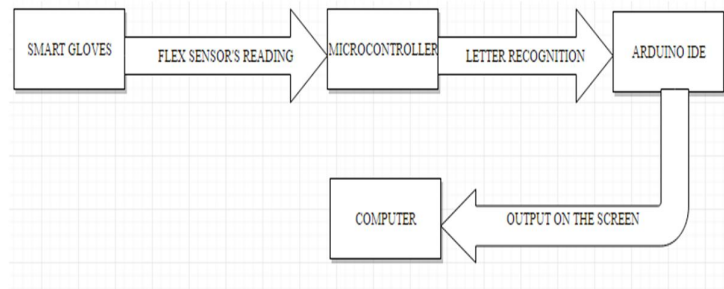 SMART GLOVES
FLEX SENSOR'S READING
MICROCONTROLLER
LETTER RECOGNITION
ARDUINO IDE
COMPUTER
OUTPUT ON THE SCREEN